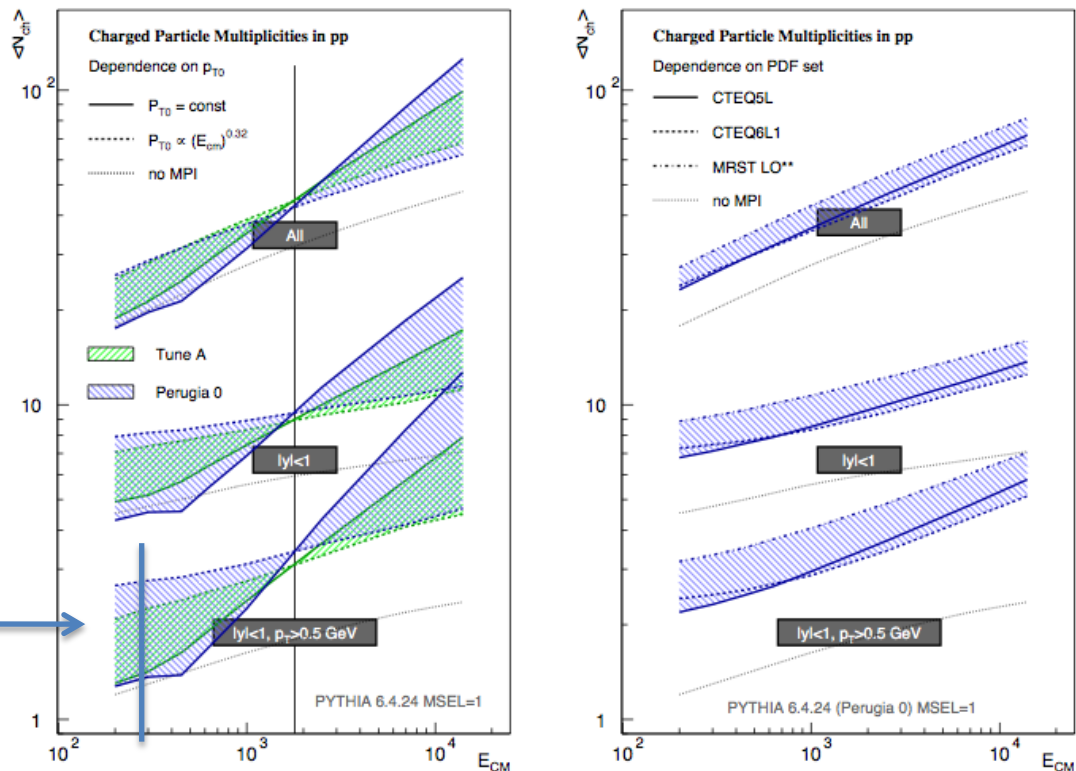 <N_ch>
Charged Particle Multiplicities in pp
Dependence on p_T0
P_T0 = const
P_T0 ∝ (E_cm)^0.32
no MPI
10^2
All
Tune A
Perugia 0
10
|y|<1
|y|<1, p_T>0.5 GeV
PYTHIA 6.4.24 MSEL=1
1
10^2
10^3
10^4
E_CM
<N_ch>
Charged Particle Multiplicities in pp
Dependence on PDF set
CTEQ5L
CTEQ6L1
MRST LO**
no MPI
10^2
All
10
|y|<1
|y|<1, p_T>0.5 GeV
PYTHIA 6.4.24 (Perugia 0) MSEL=1
1
10^2
10^3
10^4
E_CM